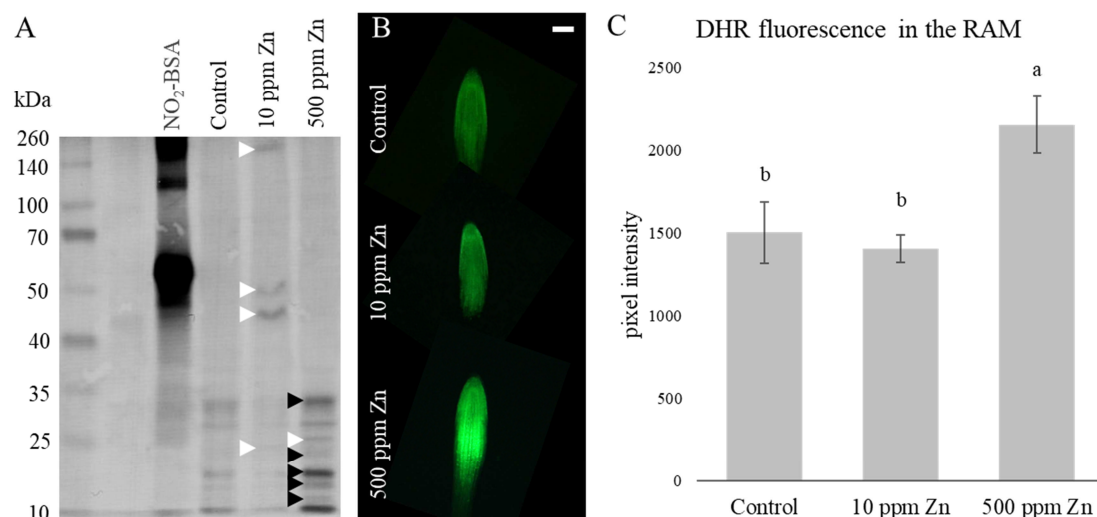 A
kDa
NO₂-BSA
Control
10 ppm Zn
500 ppm Zn
260
140
100
70
50
40
35
25
10
B
Control
10 ppm Zn
500 ppm Zn
C
DHR fluorescence in the RAM
pixel intensity
2500
2000
1500
1000
500
0
b
b
a
Control
10 ppm Zn
500 ppm Zn